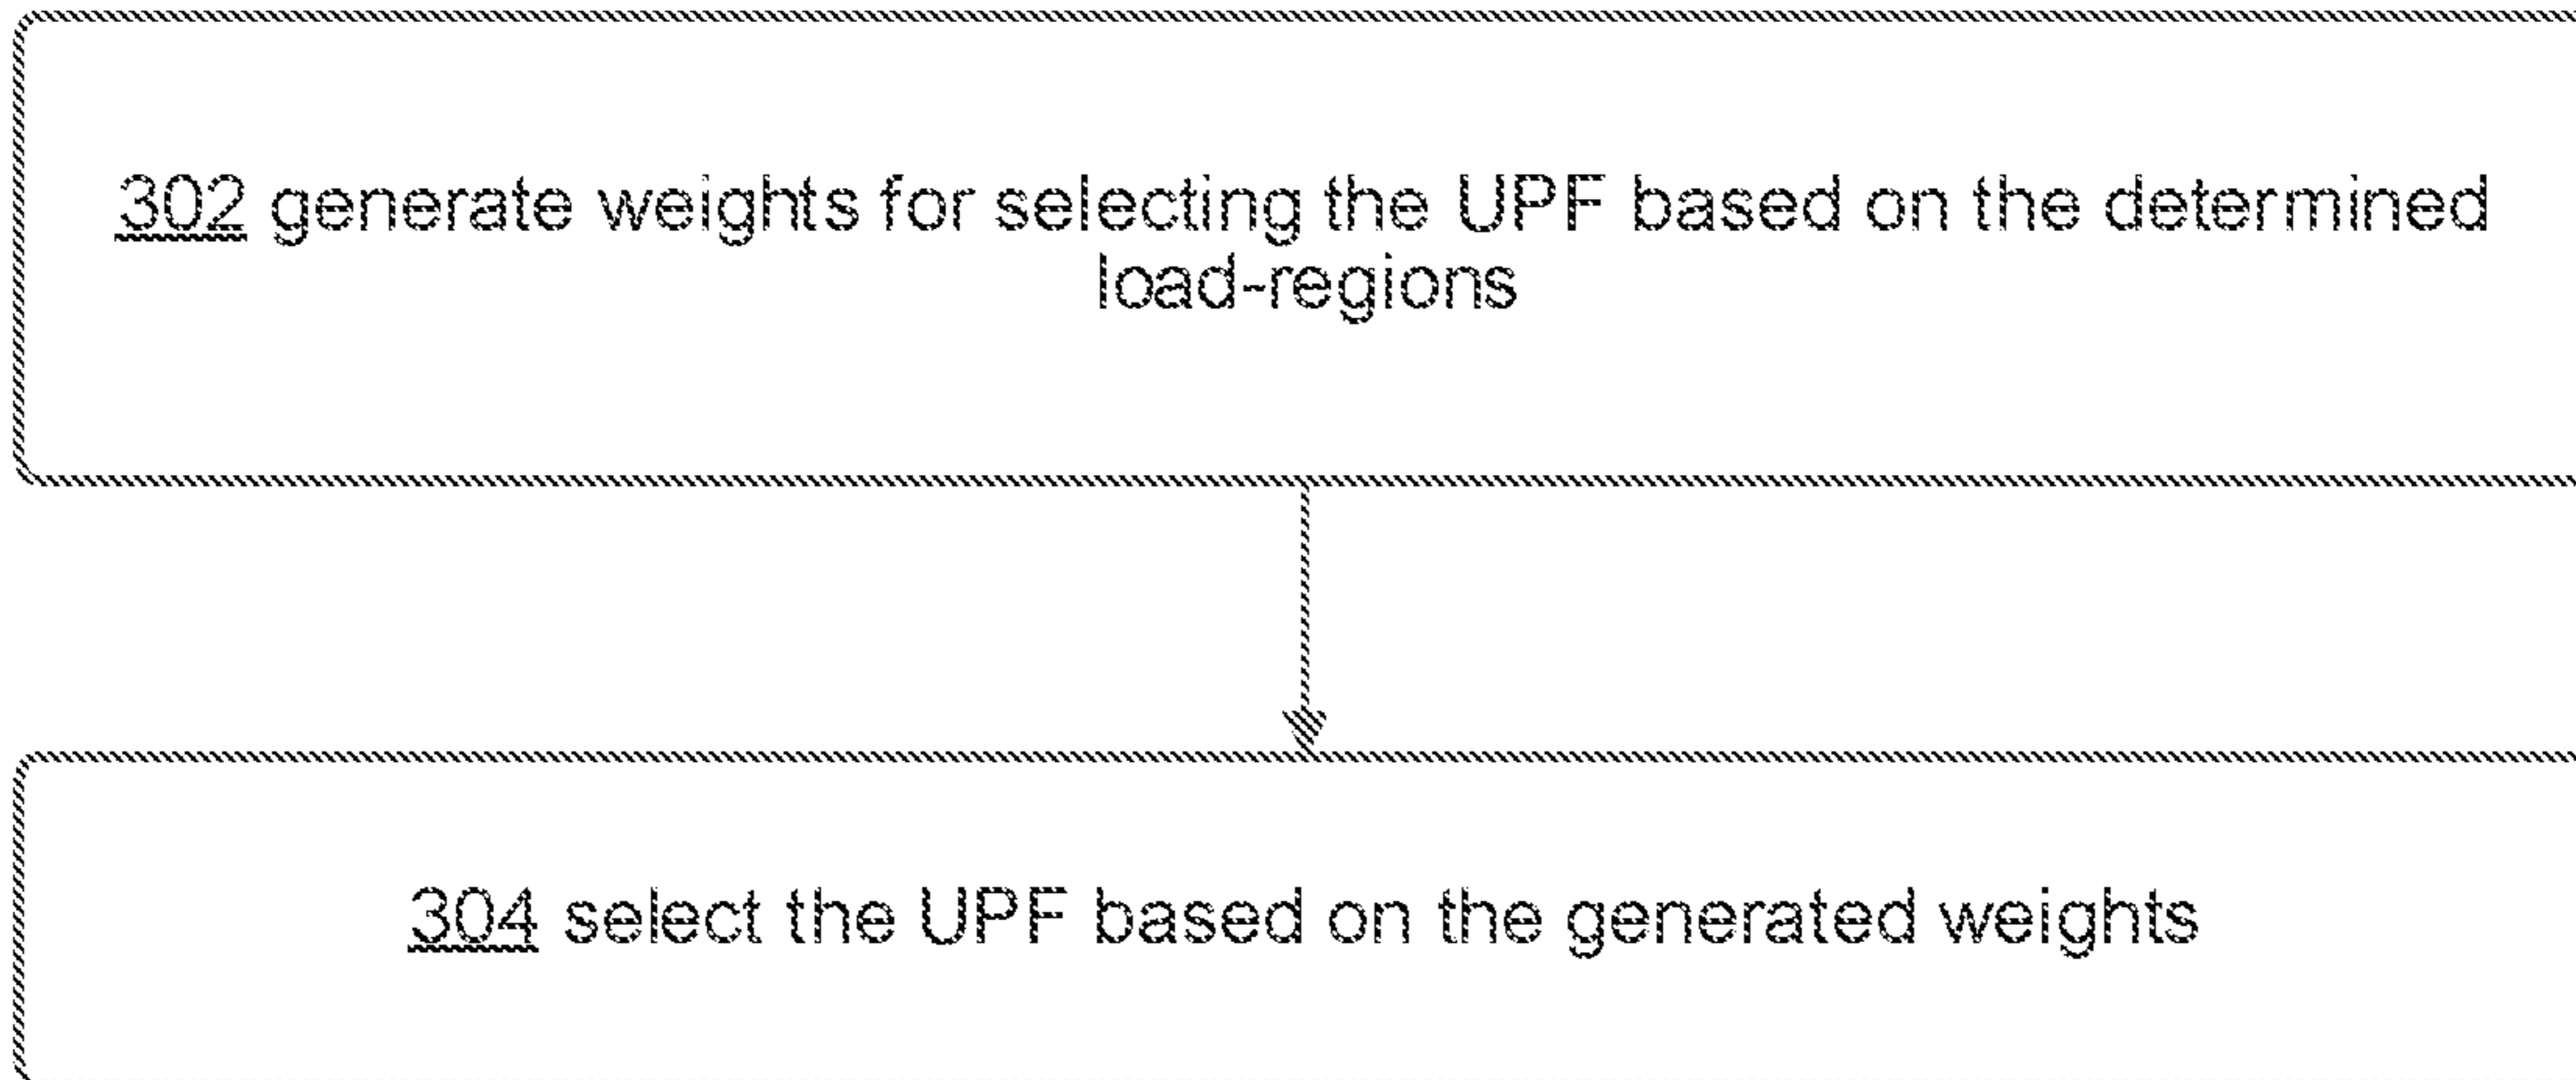 302 generate weights for selecting the UPF based on the determined
load-regions
304 select the UPF based on the generated weights